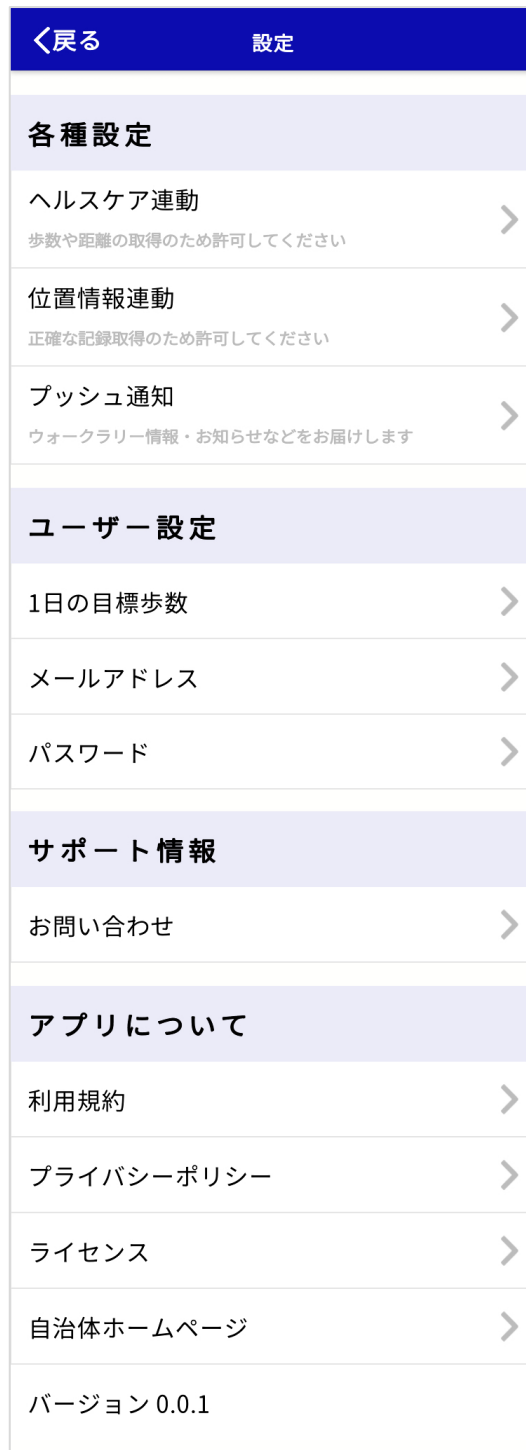 戻る
設定
各種設定
ヘルスケア連動
歩数や距離の取得のため許可してください
位置情報連動
正確な記録取得のため許可してください
プッシュ通知
ウォークラリー情報・お知らせなどをお届けします
ユーザー設定
1日の目標歩数
メールアドレス
パスワード
サポート情報
お問い合わせ
アプリについて
利用規約
プライバシーポリシー
ライセンス
自治体ホームページ
バージョン 0.0.1